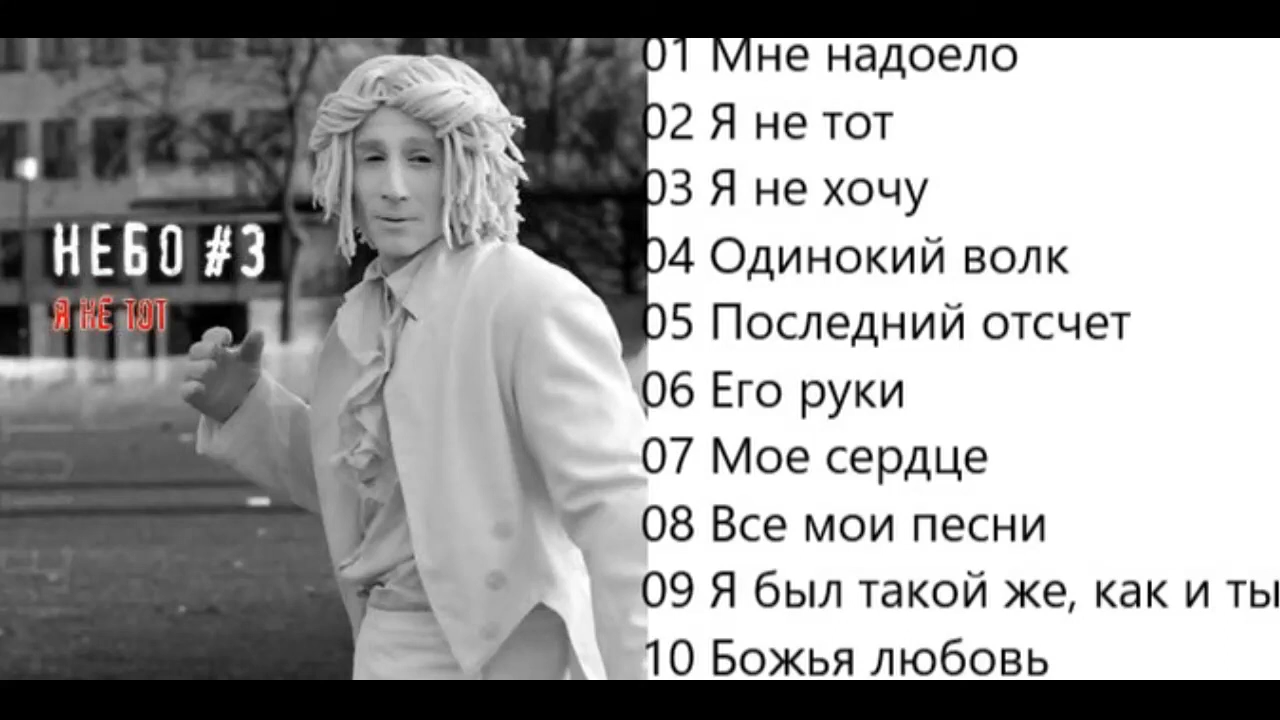 НЕБО #3
Я НЕ ТОТ
01 Мне надоело
02 Я не тот
03 Я не хочу
04 Одинокий волк
05 Последний отсчет
06 Его руки
07 Мое сердце
08 Все мои песни
09 Я был такой же, как и ты
10 Божья любовь